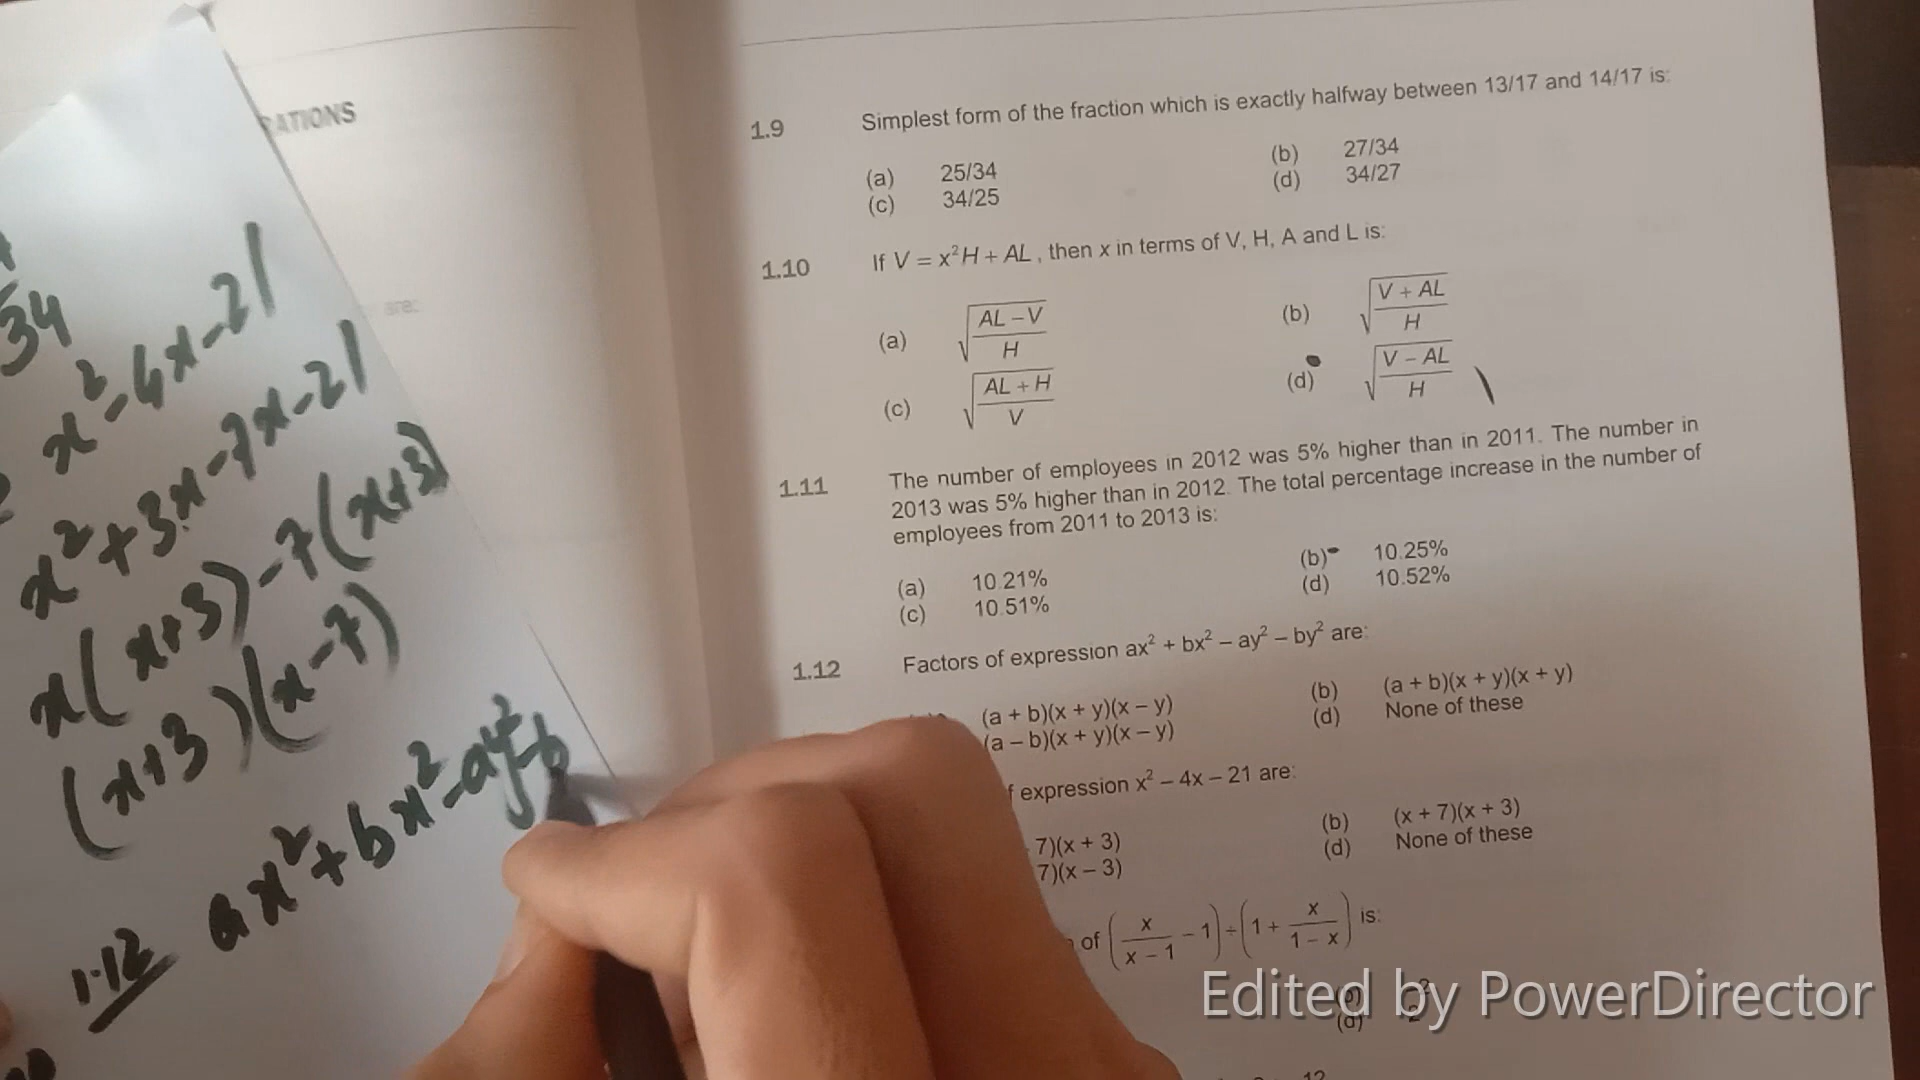 RATIONS
are:
34
x²-4x-21
x²+3x-7x-21
x(x+3)-7(x+3)
(x+3)(x-7)
1.12 ax²+bx²-ay²-b
1.9 Simplest form of the fraction which is exactly halfway between 13/17 and 14/17 is:
(a) 25/34 (b) 27/34
(c) 34/25 (d) 34/27
1.10 If V = x²H + AL, then x in terms of V, H, A and L is:
(a) √((AL – V)/H) (b) √((V + AL)/H)
(c) √((AL + H)/V) (d) √((V – AL)/H)
1.11 The number of employees in 2012 was 5% higher than in 2011. The number in
2013 was 5% higher than in 2012. The total percentage increase in the number of
employees from 2011 to 2013 is:
(a) 10.21% (b) 10.25%
(c) 10.51% (d) 10.52%
1.12 Factors of expression ax² + bx² – ay² – by² are:
(a + b)(x + y)(x – y) (b) (a + b)(x + y)(x + y)
(a – b)(x + y)(x – y) (d) None of these
f expression x² – 4x – 21 are:
7)(x + 3) (b) (x + 7)(x + 3)
7)(x – 3) (d) None of these
of (x/(x – 1) – 1) ÷ (1 + x/(1 – x)) is:
(b)
(d)
12
Edited by PowerDirector